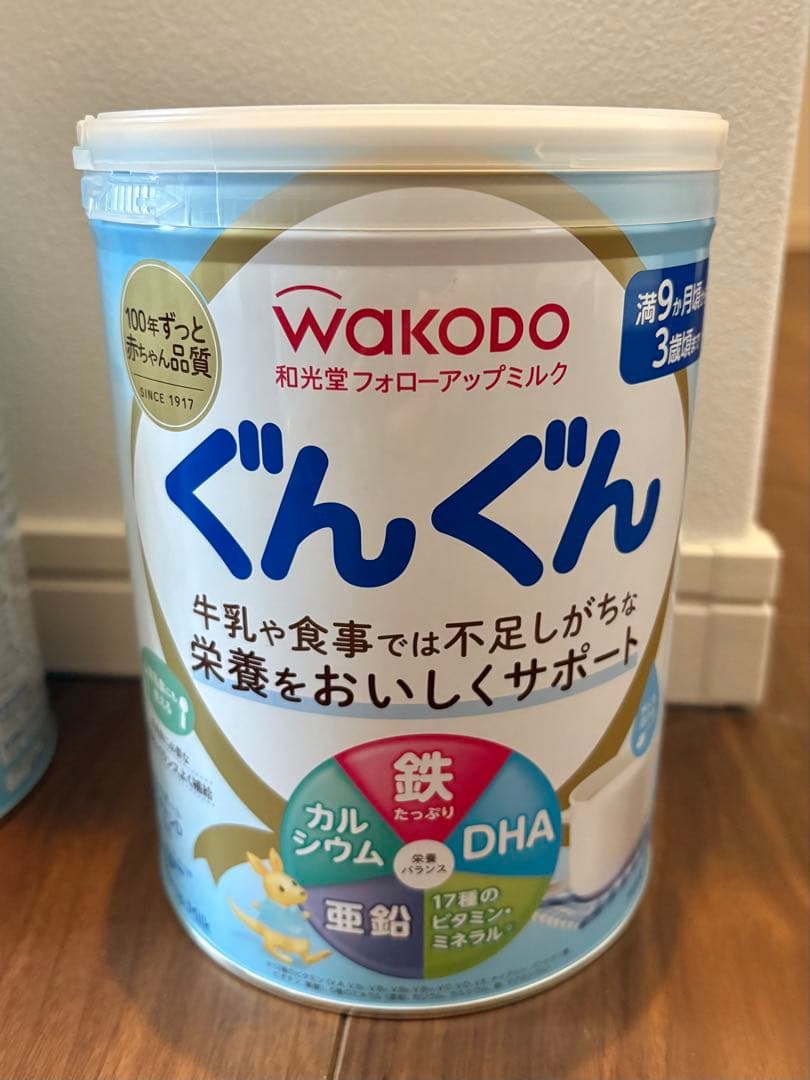 100年ずっと
赤ちゃん品質
SINCE 1917
WAKODO
和光堂フォローアップミルク
満9か月頃
3歳頃まで
ぐんぐん
牛乳や食事では不足しがちな
栄養をおいしくサポート
鉄
たっぷり
カル
シウム
DHA
栄養
バランス
亜鉛
17種の
ビタミン・
ミネラル